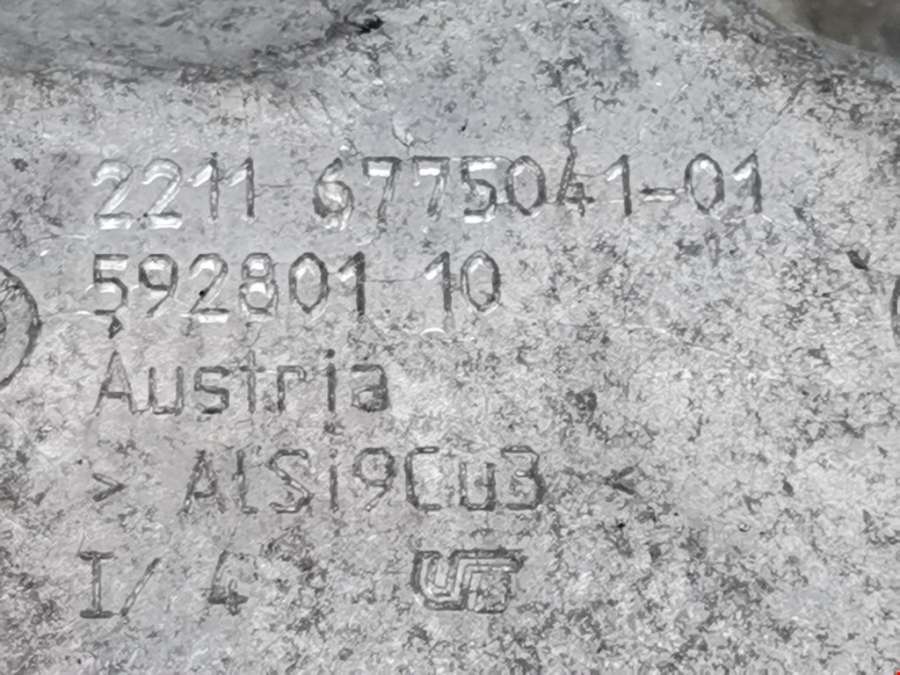 2211 6775041-01
592801 10
Austria
> AlSi9Cu3 <
I/ 4